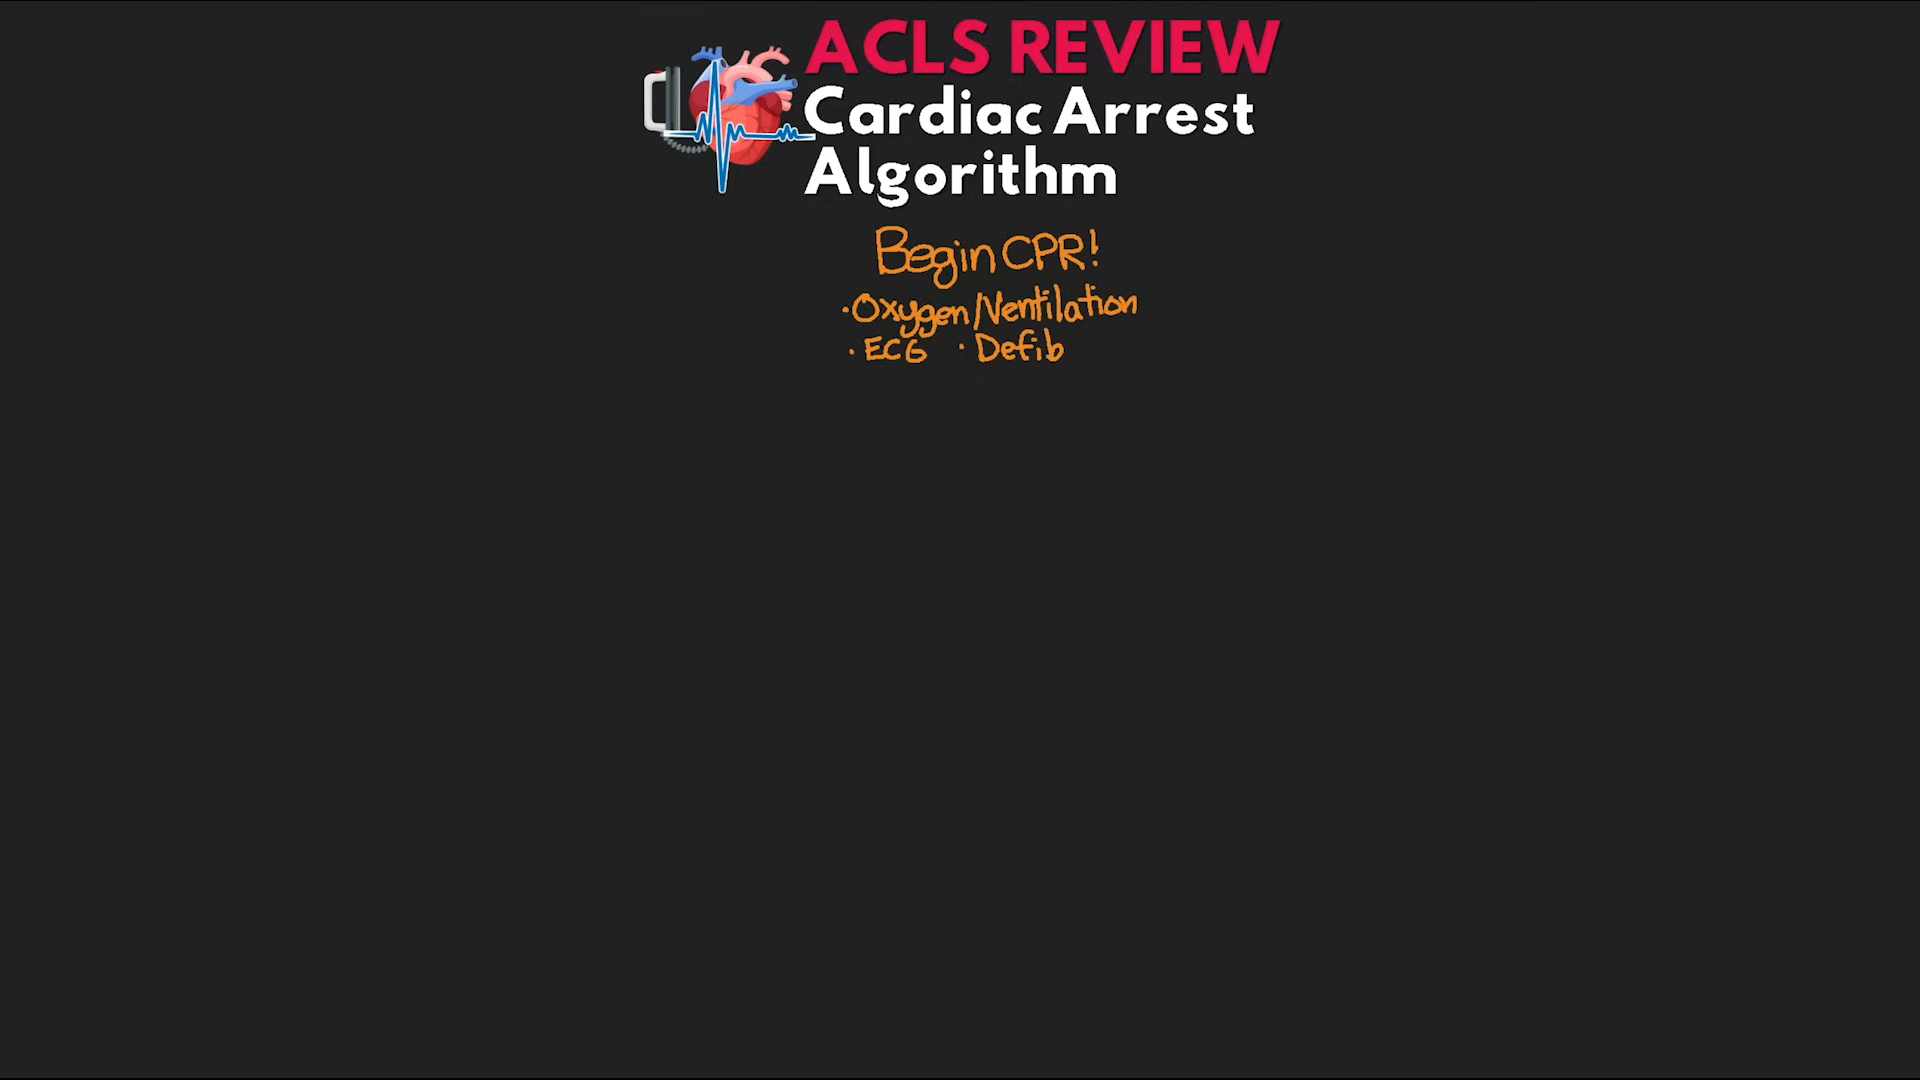 ACLS REVIEW
Cardiac Arrest
Algorithm
Begin CPR!
·Oxygen/Ventilation
·ECG ·Defib